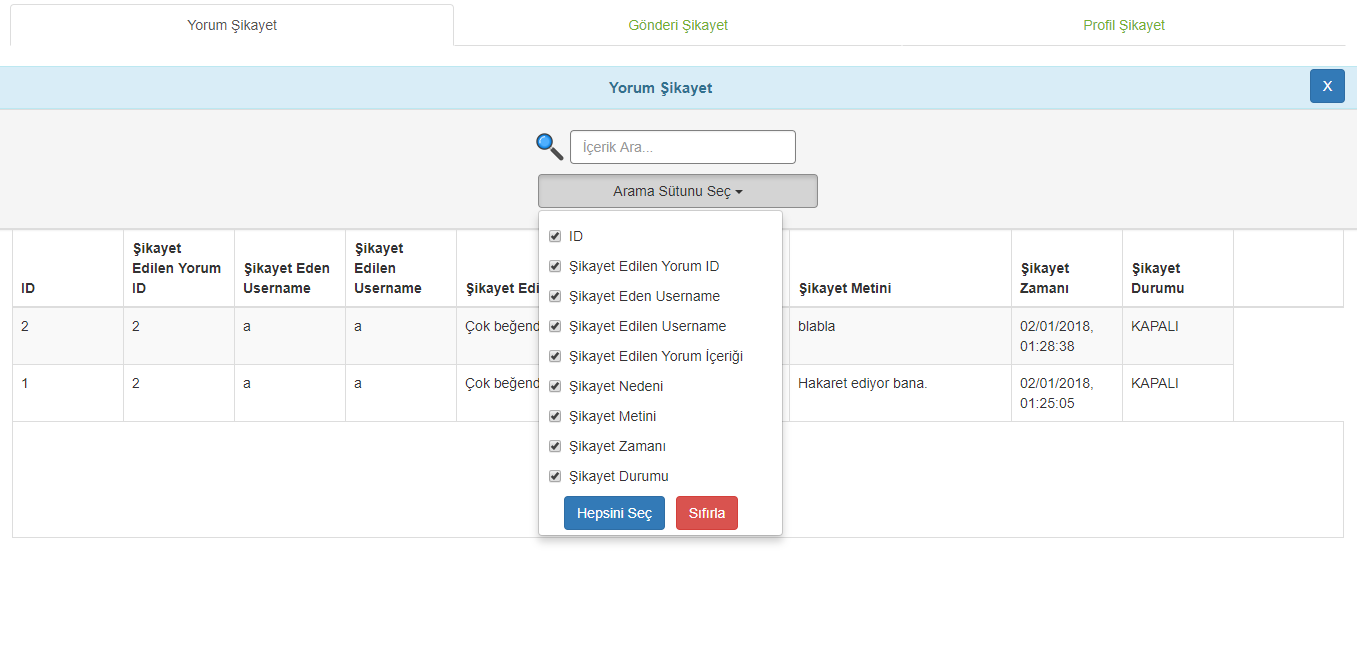 Yorum Şikayet
Gönderi Şikayet
Profil Şikayet
Yorum Şikayet
X
İçerik Ara...
Arama Sütunu Seç
ID
Şikayet Edilen Yorum ID
Şikayet Eden Username
Şikayet Edilen Username
Şikayet Edilen Yorum İçeriği
Şikayet Nedeni
Şikayet Metini
Şikayet Zamanı
Şikayet Durumu
Hepsini Seç
Sıfırla
ID
Şikayet
Edilen Yorum
ID
Şikayet Eden
Username
Şikayet
Edilen
Username
Şikayet Edi
Şikayet Metini
Şikayet
Zamanı
Şikayet
Durumu
2
2
a
a
Çok beğend
blabla
02/01/2018,
01:28:38
KAPALI
1
2
a
a
Çok beğend
Hakaret ediyor bana.
02/01/2018,
01:25:05
KAPALI